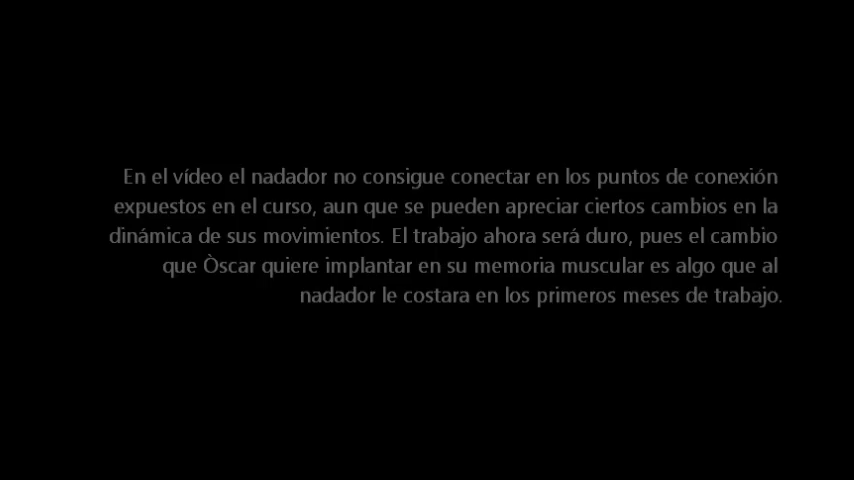 En el vídeo el nadador no consigue conectar en los puntos de conexión
expuestos en el curso, aun que se pueden apreciar ciertos cambios en la
dinámica de sus movimientos. El trabajo ahora será duro, pues el cambio
que Òscar quiere implantar en su memoria muscular es algo que al
nadador le costara en los primeros meses de trabajo.